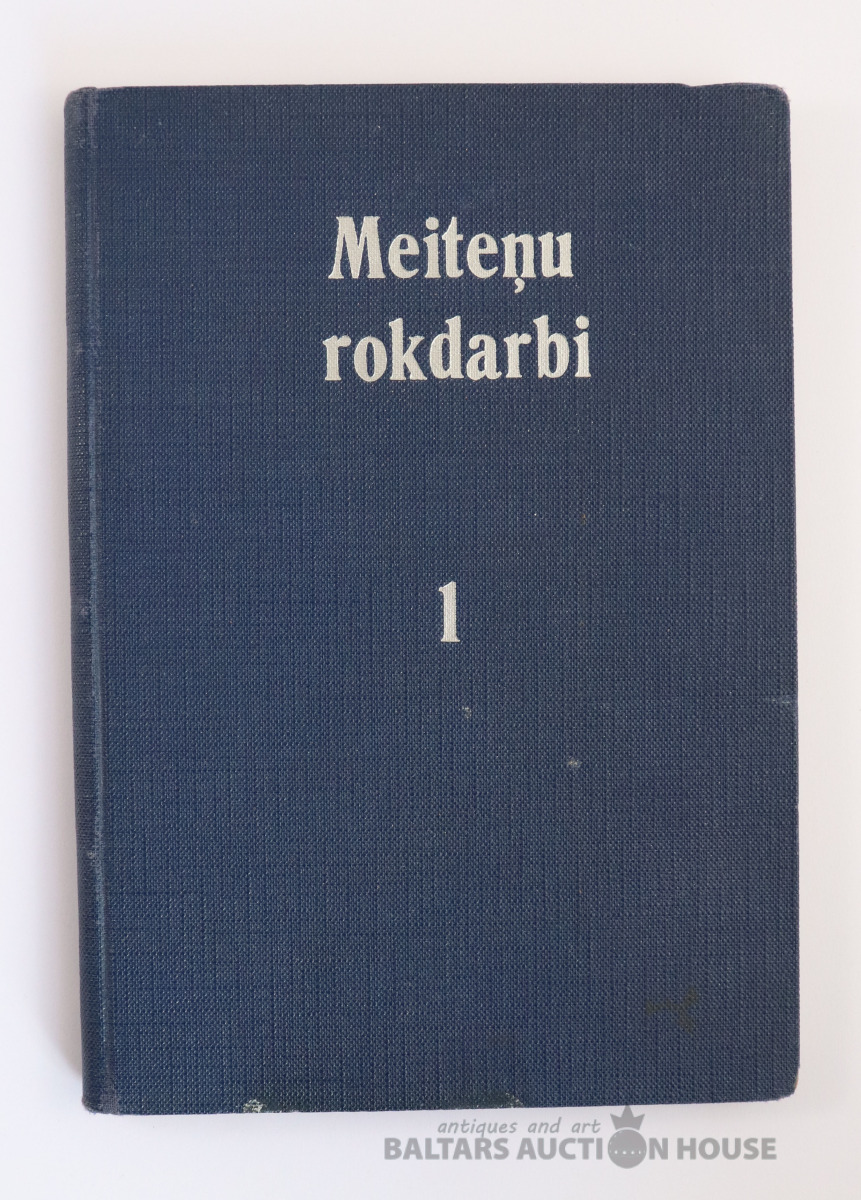 Meiteņu
rokdarbi
1
antiques and art
BALTARS AUCTION HOUSE